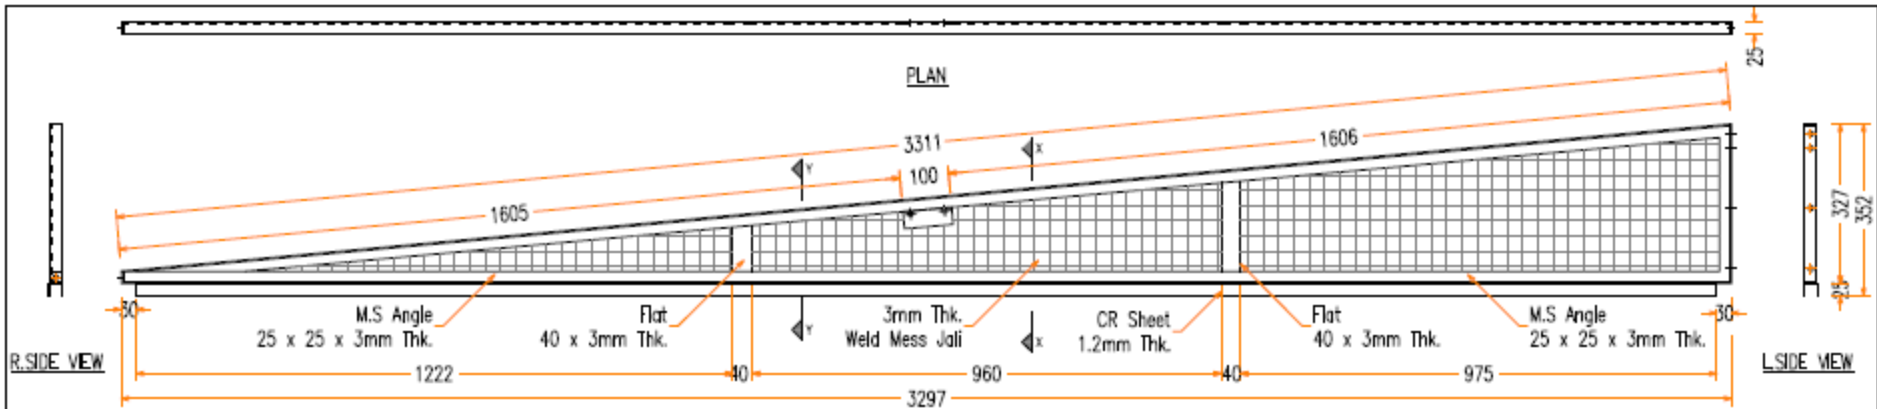 25
PLAN
3311
1606
100
1605
327
352
25
30
30
M.S Angle
25 x 25 x 3mm Thk.
Flat
40 x 3mm Thk.
3mm Thk.
Weld Mess Jali
CR Sheet
1.2mm Thk.
Flat
40 x 3mm Thk.
M.S Angle
25 x 25 x 3mm Thk.
Y
X
Y
X
R.SIDE VIEW
L.SIDE VIEW
1222
40
960
40
975
3297